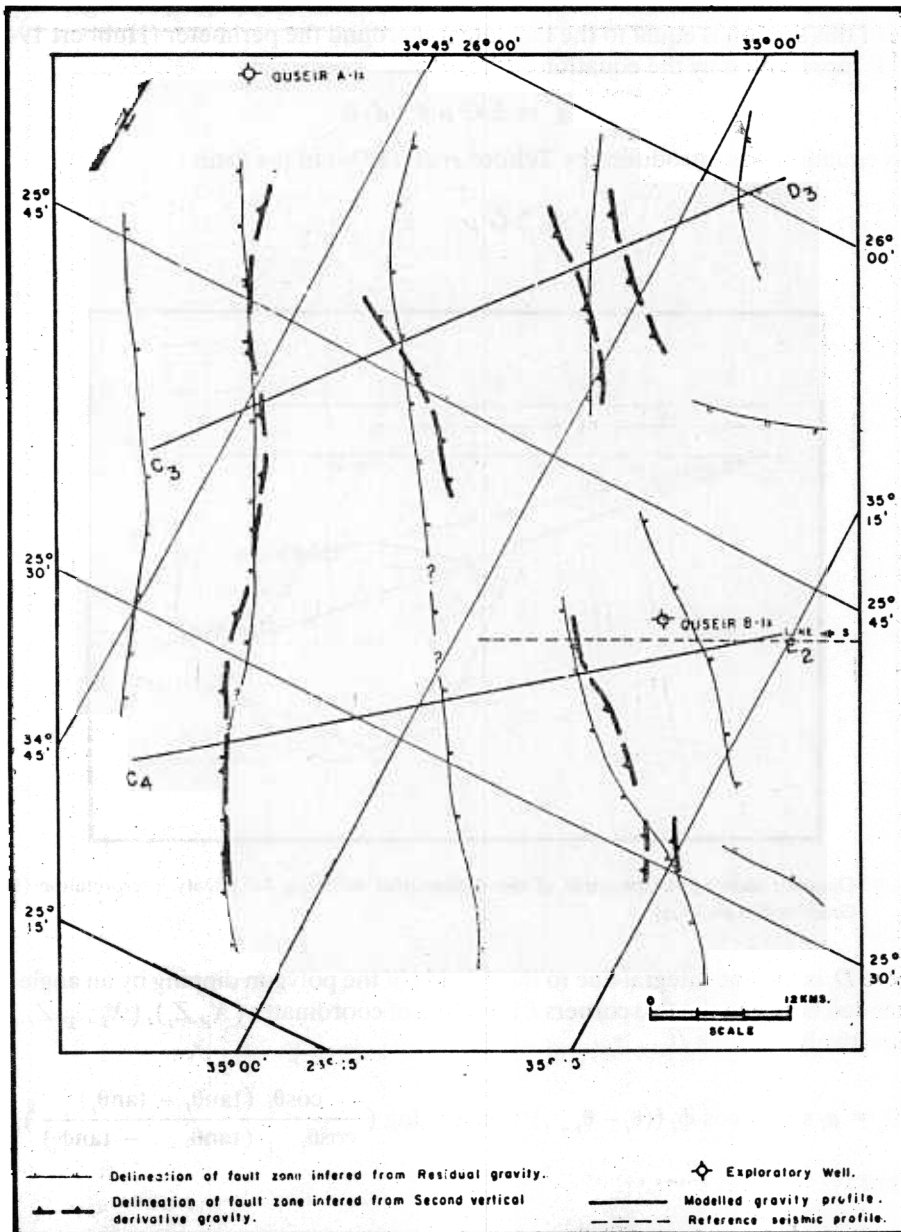 34°45' 26°00' 35°00'
QUSEIR A-1x
N
25°
45'
D3
26°
00'
C3
35°
15'
25°
30'
?
25°
45'
QUSEIR B-1x
LINE
S
E2
?
?
34°
45'
C4
25°
15'
25°
30'
0 12 KMS.
SCALE
35°00'
Delineation of fault zone infered from Residual gravity.
Exploratory Well.
Delineation of fault zone infered from Second vertical
derivative gravity.
Modelled gravity profile.
Reference seismic profile.